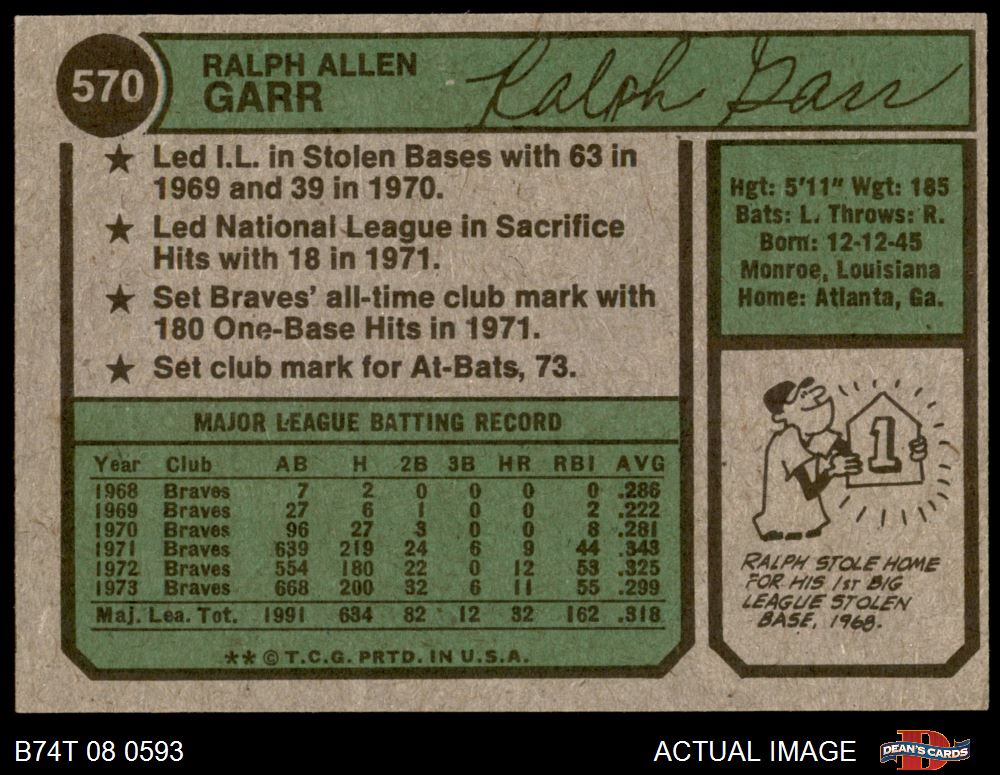 570
RALPH ALLEN
GARR
Ralph Garr
★ Led I.L. in Stolen Bases with 63 in
1969 and 39 in 1970.
★ Led National League in Sacrifice
Hits with 18 in 1971.
★ Set Braves' all-time club mark with
180 One-Base Hits in 1971.
★ Set club mark for At-Bats, 73.
Hgt: 5'11" Wgt: 185
Bats: L. Throws: R.
Born: 12-12-45
Monroe, Louisiana
Home: Atlanta, Ga.
MAJOR LEAGUE BATTING RECORD
Year Club AB H 2B 3B HR RBI AVG
1968 Braves 7 2 0 0 0 0 .286
1969 Braves 27 6 1 0 0 2 .222
1970 Braves 96 27 3 0 0 8 .281
1971 Braves 639 219 24 6 9 44 .343
1972 Braves 554 180 22 0 12 53 .325
1973 Braves 668 200 32 6 11 55 .299
Maj. Lea. Tot. 1991 634 82 12 32 162 .318
** © T.C.G. PRTD. IN U.S.A.
1
RALPH STOLE HOME
FOR HIS 1ST BIG
LEAGUE STOLEN
BASE, 1968.
B74T 08 0593
ACTUAL IMAGE
D
DEAN'S CARDS